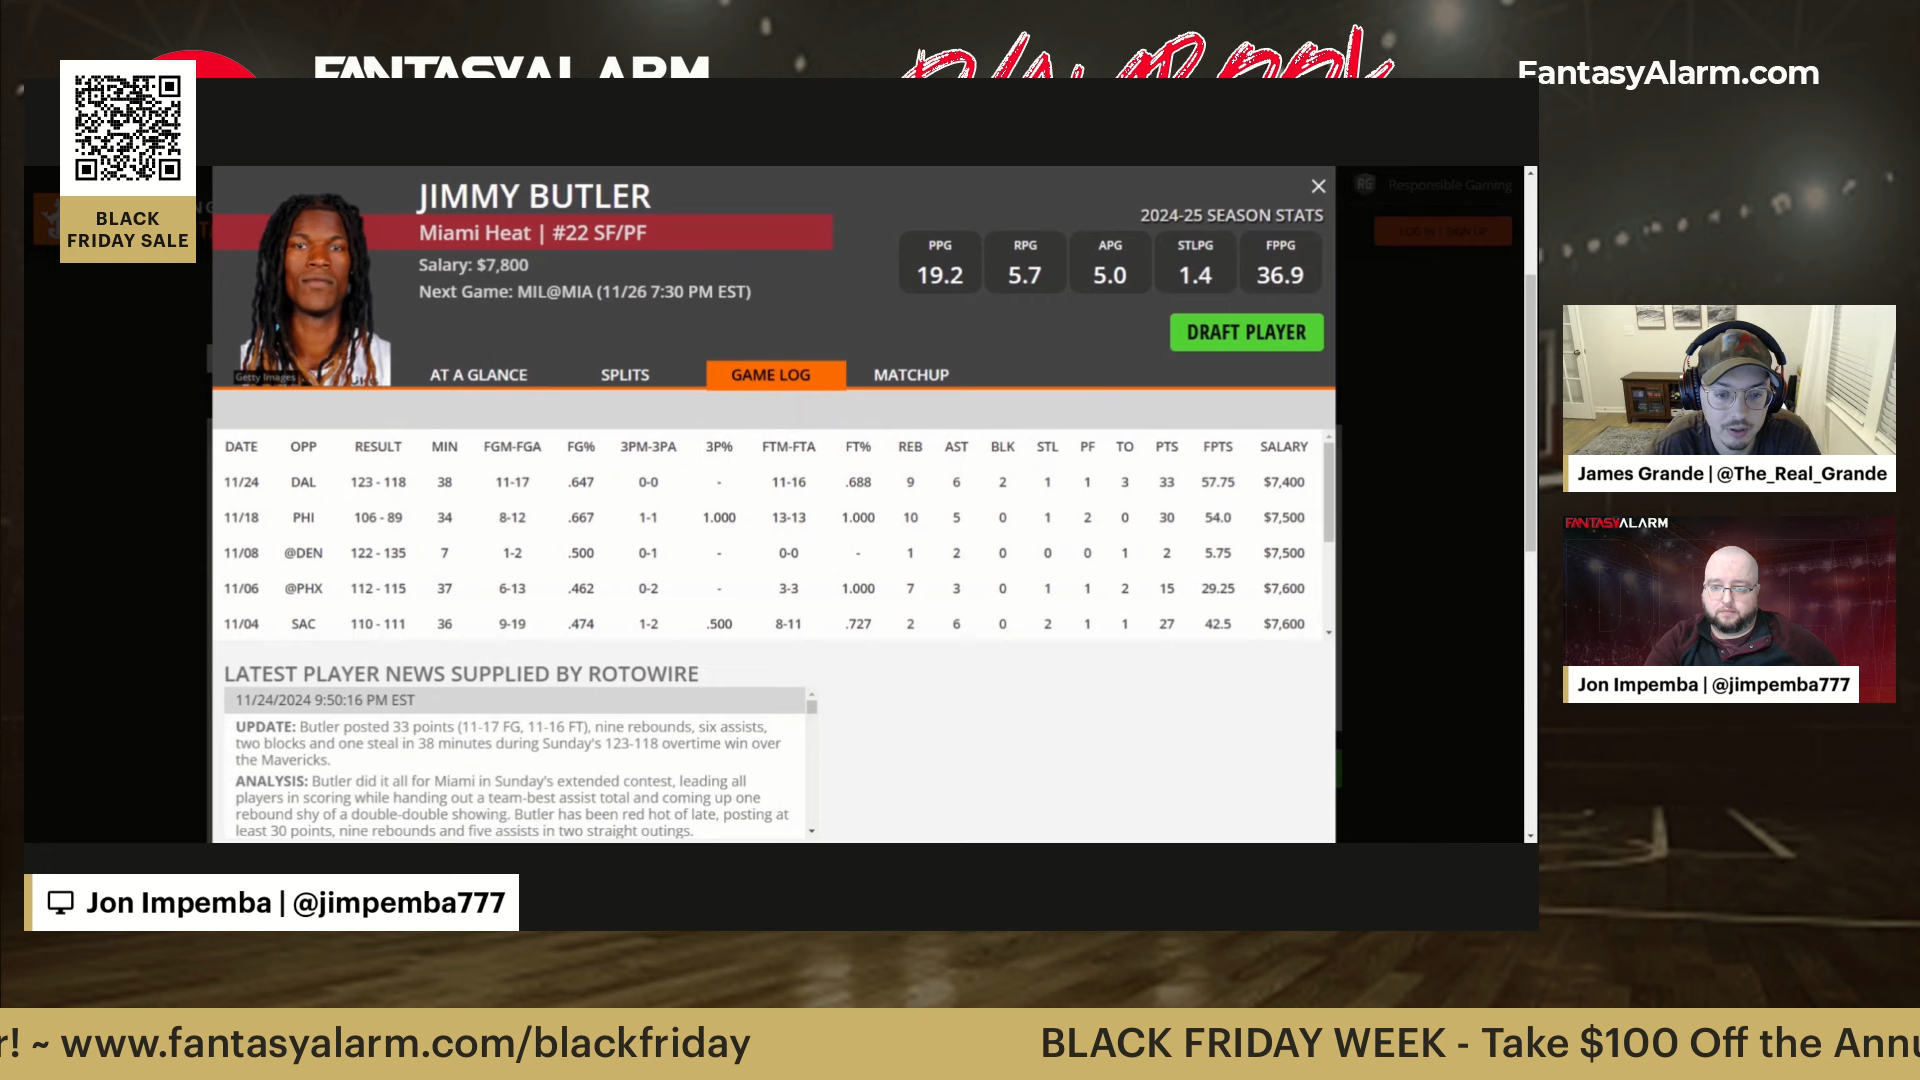 FANTASYALARM
PLAYBOOK
FantasyAlarm.com
BLACK
FRIDAY SALE
JIMMY BUTLER
Miami Heat | #22 SF/PF
Salary: $7,800
Next Game: MIL@MIA (11/26 7:30 PM EST)
Getty Images
2024-25 SEASON STATS
PPG RPG APG STLPG FPPG
19.2 5.7 5.0 1.4 36.9
DRAFT PLAYER
RG Responsible Gaming
LOG IN | SIGN UP
AT A GLANCE SPLITS GAME LOG MATCHUP
DATE OPP RESULT MIN FGM-FGA FG% 3PM-3PA 3P% FTM-FTA FT% REB AST BLK STL PF TO PTS FPTS SALARY
11/24 DAL 123 - 118 38 11-17 .647 0-0 - 11-16 .688 9 6 2 1 1 3 33 57.75 $7,400
11/18 PHI 106 - 89 34 8-12 .667 1-1 1.000 13-13 1.000 10 5 0 1 2 0 30 54.0 $7,500
11/08 @DEN 122 - 135 7 1-2 .500 0-1 - 0-0 - 1 2 0 0 0 1 2 5.75 $7,500
11/06 @PHX 112 - 115 37 6-13 .462 0-2 - 3-3 1.000 7 3 0 1 1 2 15 29.25 $7,600
11/04 SAC 110 - 111 36 9-19 .474 1-2 .500 8-11 .727 2 6 0 2 1 1 27 42.5 $7,600
LATEST PLAYER NEWS SUPPLIED BY ROTOWIRE
11/24/2024 9:50:16 PM EST
UPDATE: Butler posted 33 points (11-17 FG, 11-16 FT), nine rebounds, six assists,
two blocks and one steal in 38 minutes during Sunday's 123-118 overtime win over
the Mavericks.
ANALYSIS: Butler did it all for Miami in Sunday's extended contest, leading all
players in scoring while handing out a team-best assist total and coming up one
rebound shy of a double-double showing. Butler has been red hot of late, posting at
least 30 points, nine rebounds and five assists in two straight outings.
James Grande | @The_Real_Grande
FANTASYALARM
Jon Impemba | @jimpemba777
Jon Impemba | @jimpemba777
r! ~ www.fantasyalarm.com/blackfriday BLACK FRIDAY WEEK - Take $100 Off the Annu